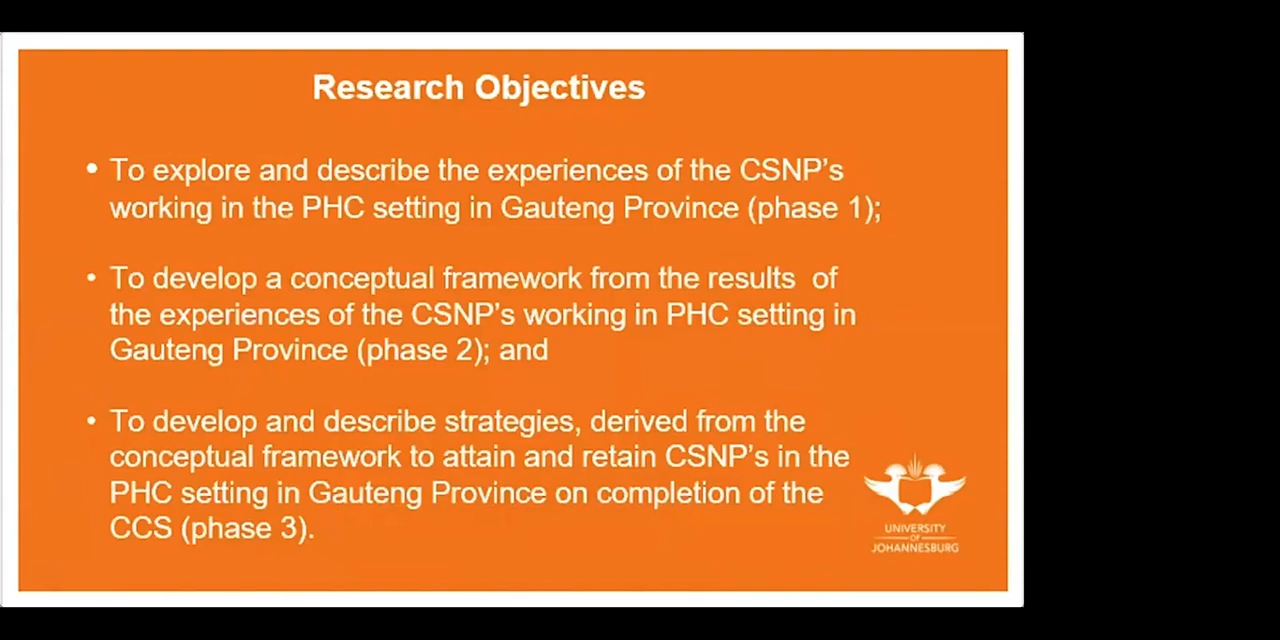 Research Objectives
• To explore and describe the experiences of the CSNP's
working in the PHC setting in Gauteng Province (phase 1);
• To develop a conceptual framework from the results  of
the experiences of the CSNP's working in PHC setting in
Gauteng Province (phase 2); and
• To develop and describe strategies, derived from the
conceptual framework to attain and retain CSNP's in the
PHC setting in Gauteng Province on completion of the
CCS (phase 3).
UNIVERSITY
OF
JOHANNESBURG